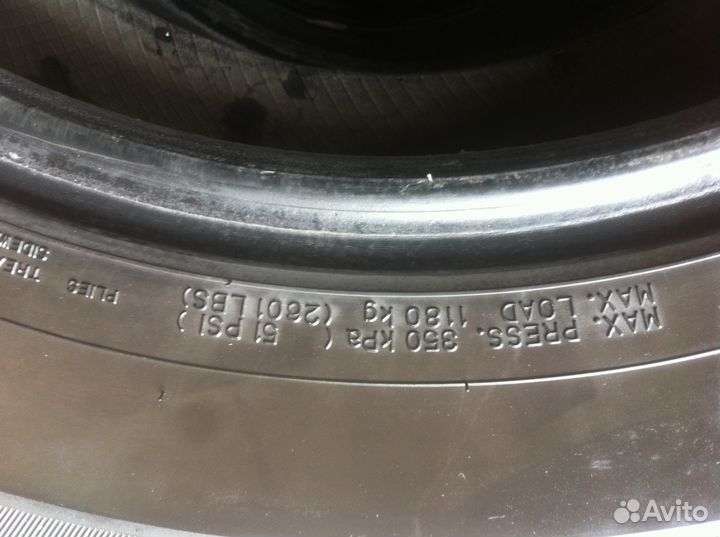 MAX. LOAD 1180 kg (2601 LBS)
MAX. PRESS. 350 kPa ( 51 PSI )
PLIES
Avito